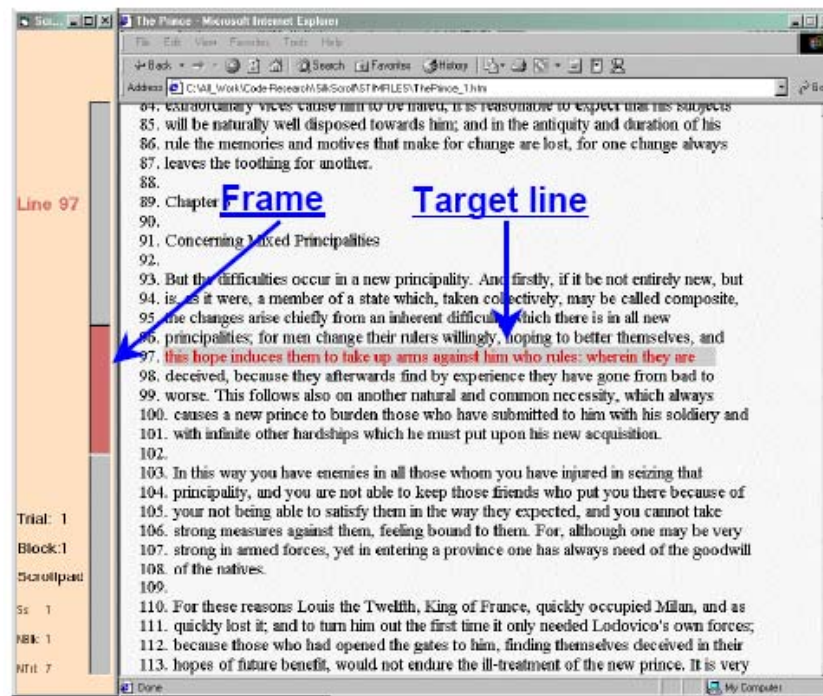 Scr...
The Prince - Microsoft Internet Explorer
File Edit View Favorites Tools Help
Back Search Favorites History
Address C:\All_Work\Code-Research\SilkScroll\STIMFILES\ThePrince_1.htm
84. extraordinary vices cause him to be hated, it is reasonable to expect that his subjects
85. will be naturally well disposed towards him; and in the antiquity and duration of his
86. rule the memories and motives that make for change are lost, for one change always
87. leaves the toothing for another.
88.
Line 97
89. Chapter
Frame
Target line
90.
91. Concerning Mixed Principalities
92.
93. But the difficulties occur in a new principality. And firstly, if it be not entirely new, but
94. is, as it were, a member of a state which, taken collectively, may be called composite,
95. the changes arise chiefly from an inherent difficulty which there is in all new
96. principalities; for men change their rulers willingly, hoping to better themselves, and
97. this hope induces them to take up arms against him who rules: wherein they are
98. deceived, because they afterwards find by experience they have gone from bad to
99. worse. This follows also on another natural and common necessity, which always
100. causes a new prince to burden those who have submitted to him with his soldiery and
101. with infinite other hardships which he must put upon his new acquisition.
102.
103. In this way you have enemies in all those whom you have injured in seizing that
104. principality, and you are not able to keep those friends who put you there because of
105. your not being able to satisfy them in the way they expected, and you cannot take
106. strong measures against them, feeling bound to them. For, although one may be very
107. strong in armed forces, yet in entering a province one has always need of the goodwill
108. of the natives.
109.
110. For these reasons Louis the Twelfth, King of France, quickly occupied Milan, and as
111. quickly lost it; and to turn him out the first time it only needed Lodovico's own forces;
112. because those who had opened the gates to him, finding themselves deceived in their
113. hopes of future benefit, would not endure the ill-treatment of the new prince. It is very
Trial: 1
Block:1
Scrollpad
Ss 1
NBlk: 1
NTrl: 7
Done
My Computer